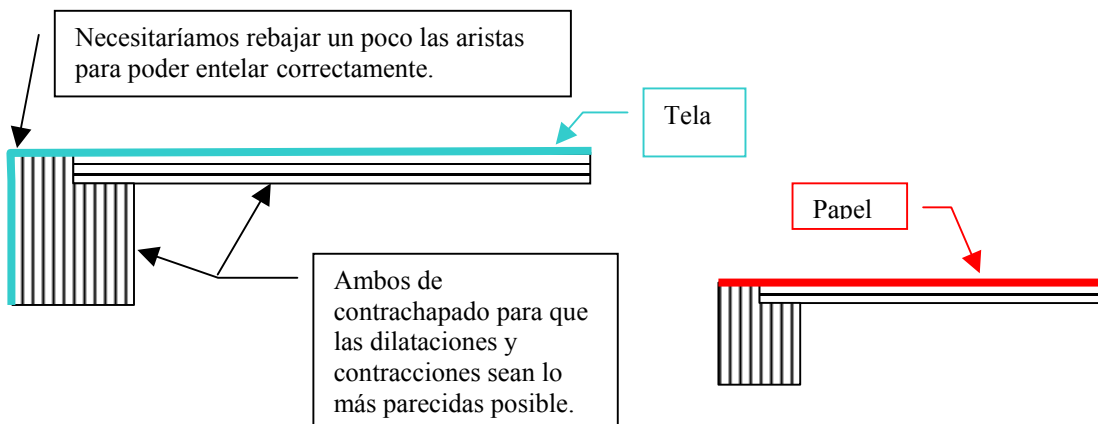 Necesitaríamos rebajar un poco las aristas
para poder entelar correctamente.
Tela
Papel
Ambos de
contrachapado para que
las dilataciones y
contracciones sean lo
más parecidas posible.